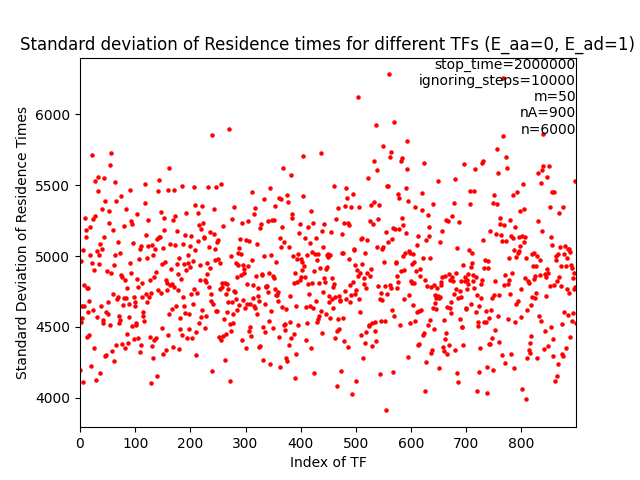 Standard deviation of Residence times for different TFs (E_aa=0, E_ad=1)
stop_time=2000000
ignoring_steps=10000
m=50
nA=900
n=6000
Standard Deviation of Residence Times
6000
5500
5000
4500
4000
0 100 200 300 400 500 600 700 800
Index of TF